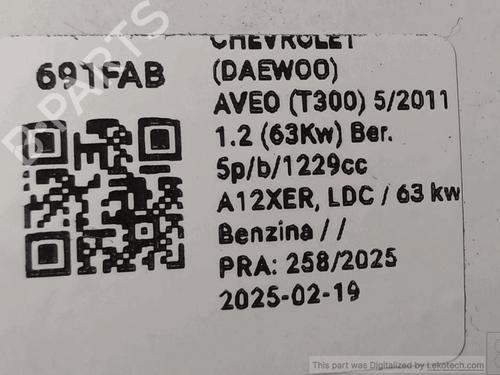 CHEVROLET
691FAB
(DAEWOO)
AVEO (T300) 5/2011
1.2 (63Kw) Ber.
5p/b/1229cc
A12XER, LDC / 63 kw
Benzina / /
PRA: 258/2025
2025-02-19
B PARTS
This part was Digitalized by Lekotech.com